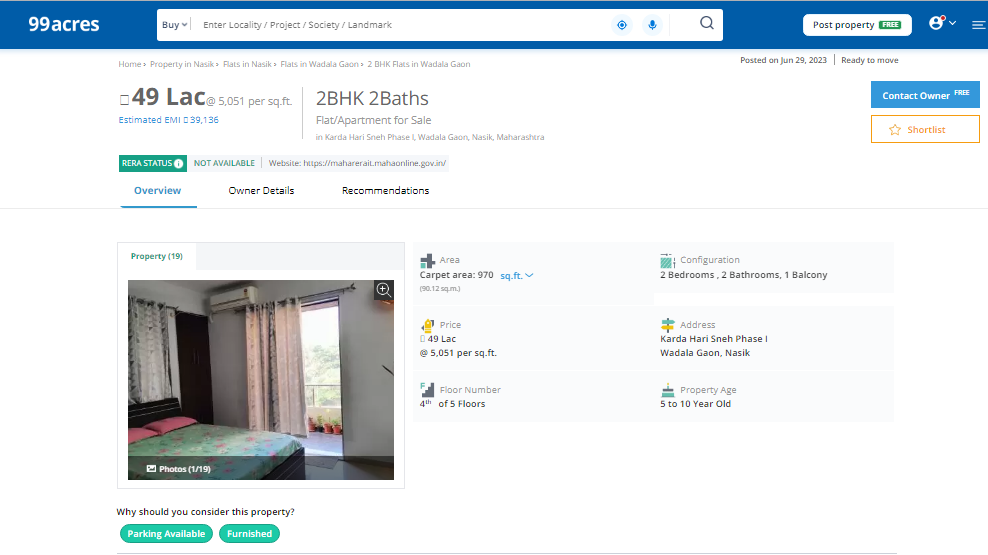 99acres
Buy
Enter Locality / Project / Society / Landmark
Post property FREE
Home> Property in Nasik> Flats in Nasik> Flats in Wadala Gaon> 2 BHK Flats in Wadala Gaon
Posted on Jun 29, 2023 | Ready to move
49 Lac @ 5,051 per sq.ft.
Estimated EMI 39,136
2BHK 2Baths
Flat/Apartment for Sale
in Karda Hari Sneh Phase I, Wadala Gaon, Nasik, Maharashtra
Contact Owner FREE
Shortlist
RERA STATUS NOT AVAILABLE | Website: https://maharerait.mahaonline.gov.in/
Overview
Owner Details
Recommendations
Property (19)
Photos (1/19)
Area
Carpet area: 970 sq.ft.
(90.12 sq.m.)
Configuration
2 Bedrooms , 2 Bathrooms, 1 Balcony
Price
49 Lac
@ 5,051 per sq.ft.
Address
Karda Hari Sneh Phase I
Wadala Gaon, Nasik
Floor Number
4th of 5 Floors
Property Age
5 to 10 Year Old
Why should you consider this property?
Parking Available
Furnished